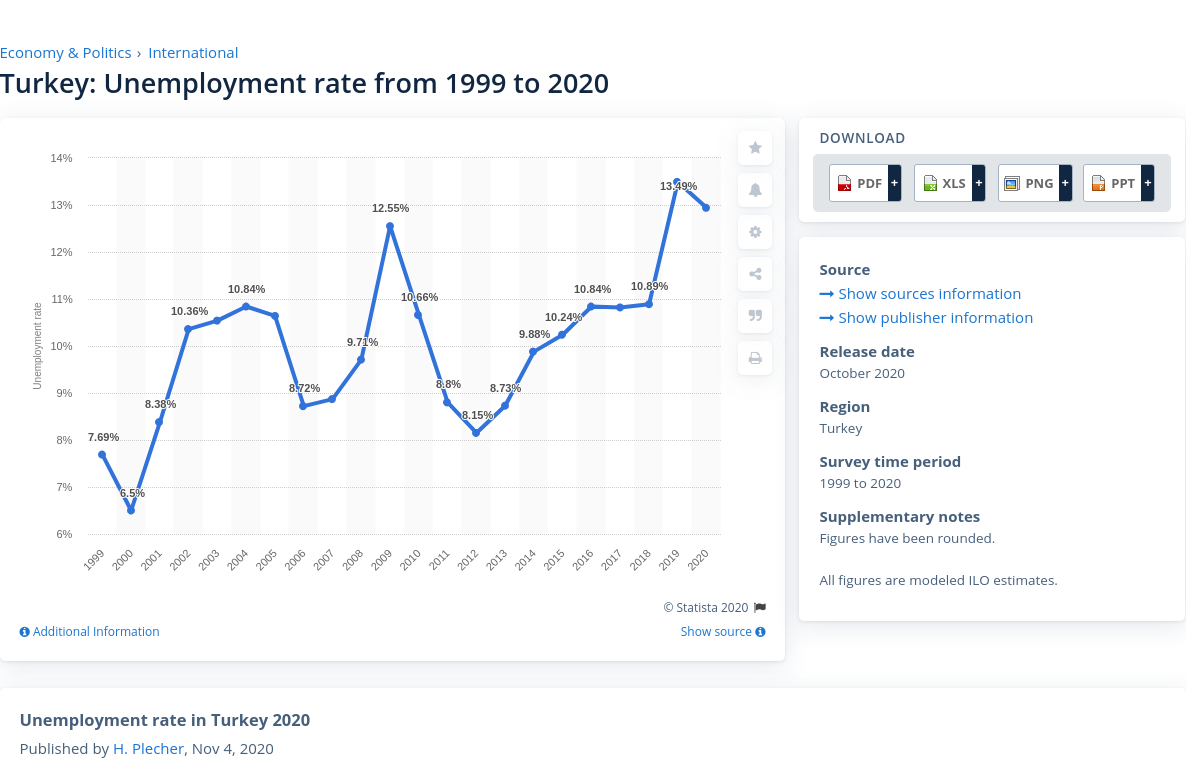 Economy & Politics › International
Turkey: Unemployment rate from 1999 to 2020
14%
13%
12%
11%
10%
9%
8%
7%
6%
Unemployment rate
7.69%
6.5%
8.38%
10.36%
10.84%
8.72%
9.71%
12.55%
10.66%
8.8%
8.15%
8.73%
9.88%
10.24%
10.84%
10.89%
13.49%
1999 2000 2001 2002 2003 2004 2005 2006 2007 2008 2009 2010 2011 2012 2013 2014 2015 2016 2017 2018 2019 2020
© Statista 2020
Additional Information
Show source
DOWNLOAD
PDF + XLS + PNG + PPT +
Source
Show sources information
Show publisher information
Release date
October 2020
Region
Turkey
Survey time period
1999 to 2020
Supplementary notes
Figures have been rounded.
All figures are modeled ILO estimates.
Unemployment rate in Turkey 2020
Published by H. Plecher, Nov 4, 2020